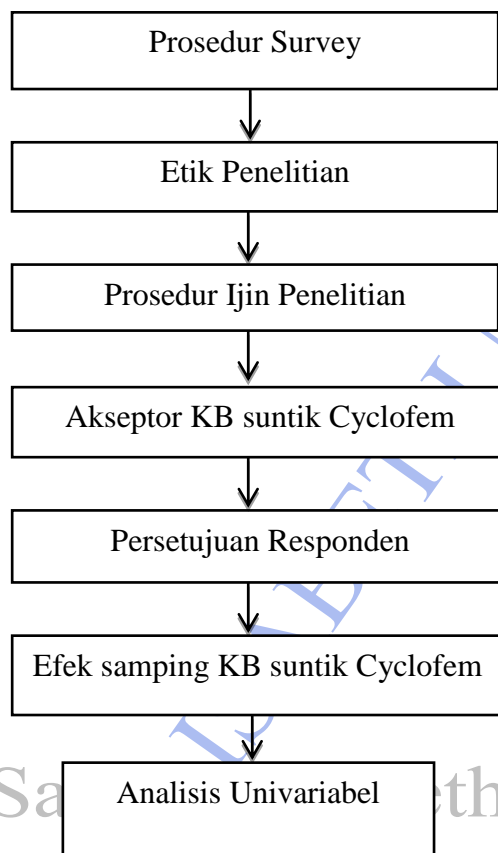 Prosedur Survey
Etik Penelitian
Prosedur Ijin Penelitian
Akseptor KB suntik Cyclofem
Persetujuan Responden
Efek samping KB suntik Cyclofem
Analisis Univariabel